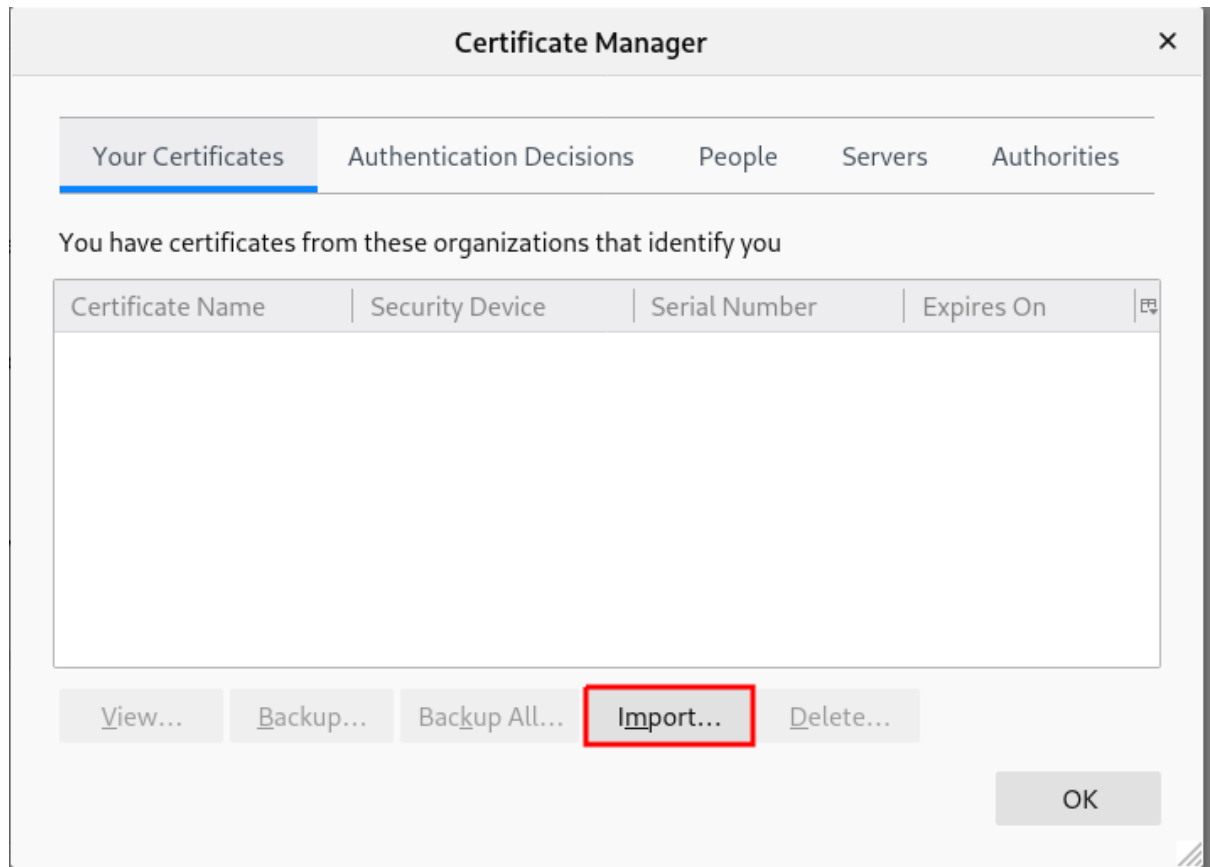 Certificate Manager
Your Certificates Authentication Decisions People Servers Authorities
You have certificates from these organizations that identify you
Certificate Name Security Device Serial Number Expires On
View... Backup... Backup All... Import... Delete...
OK